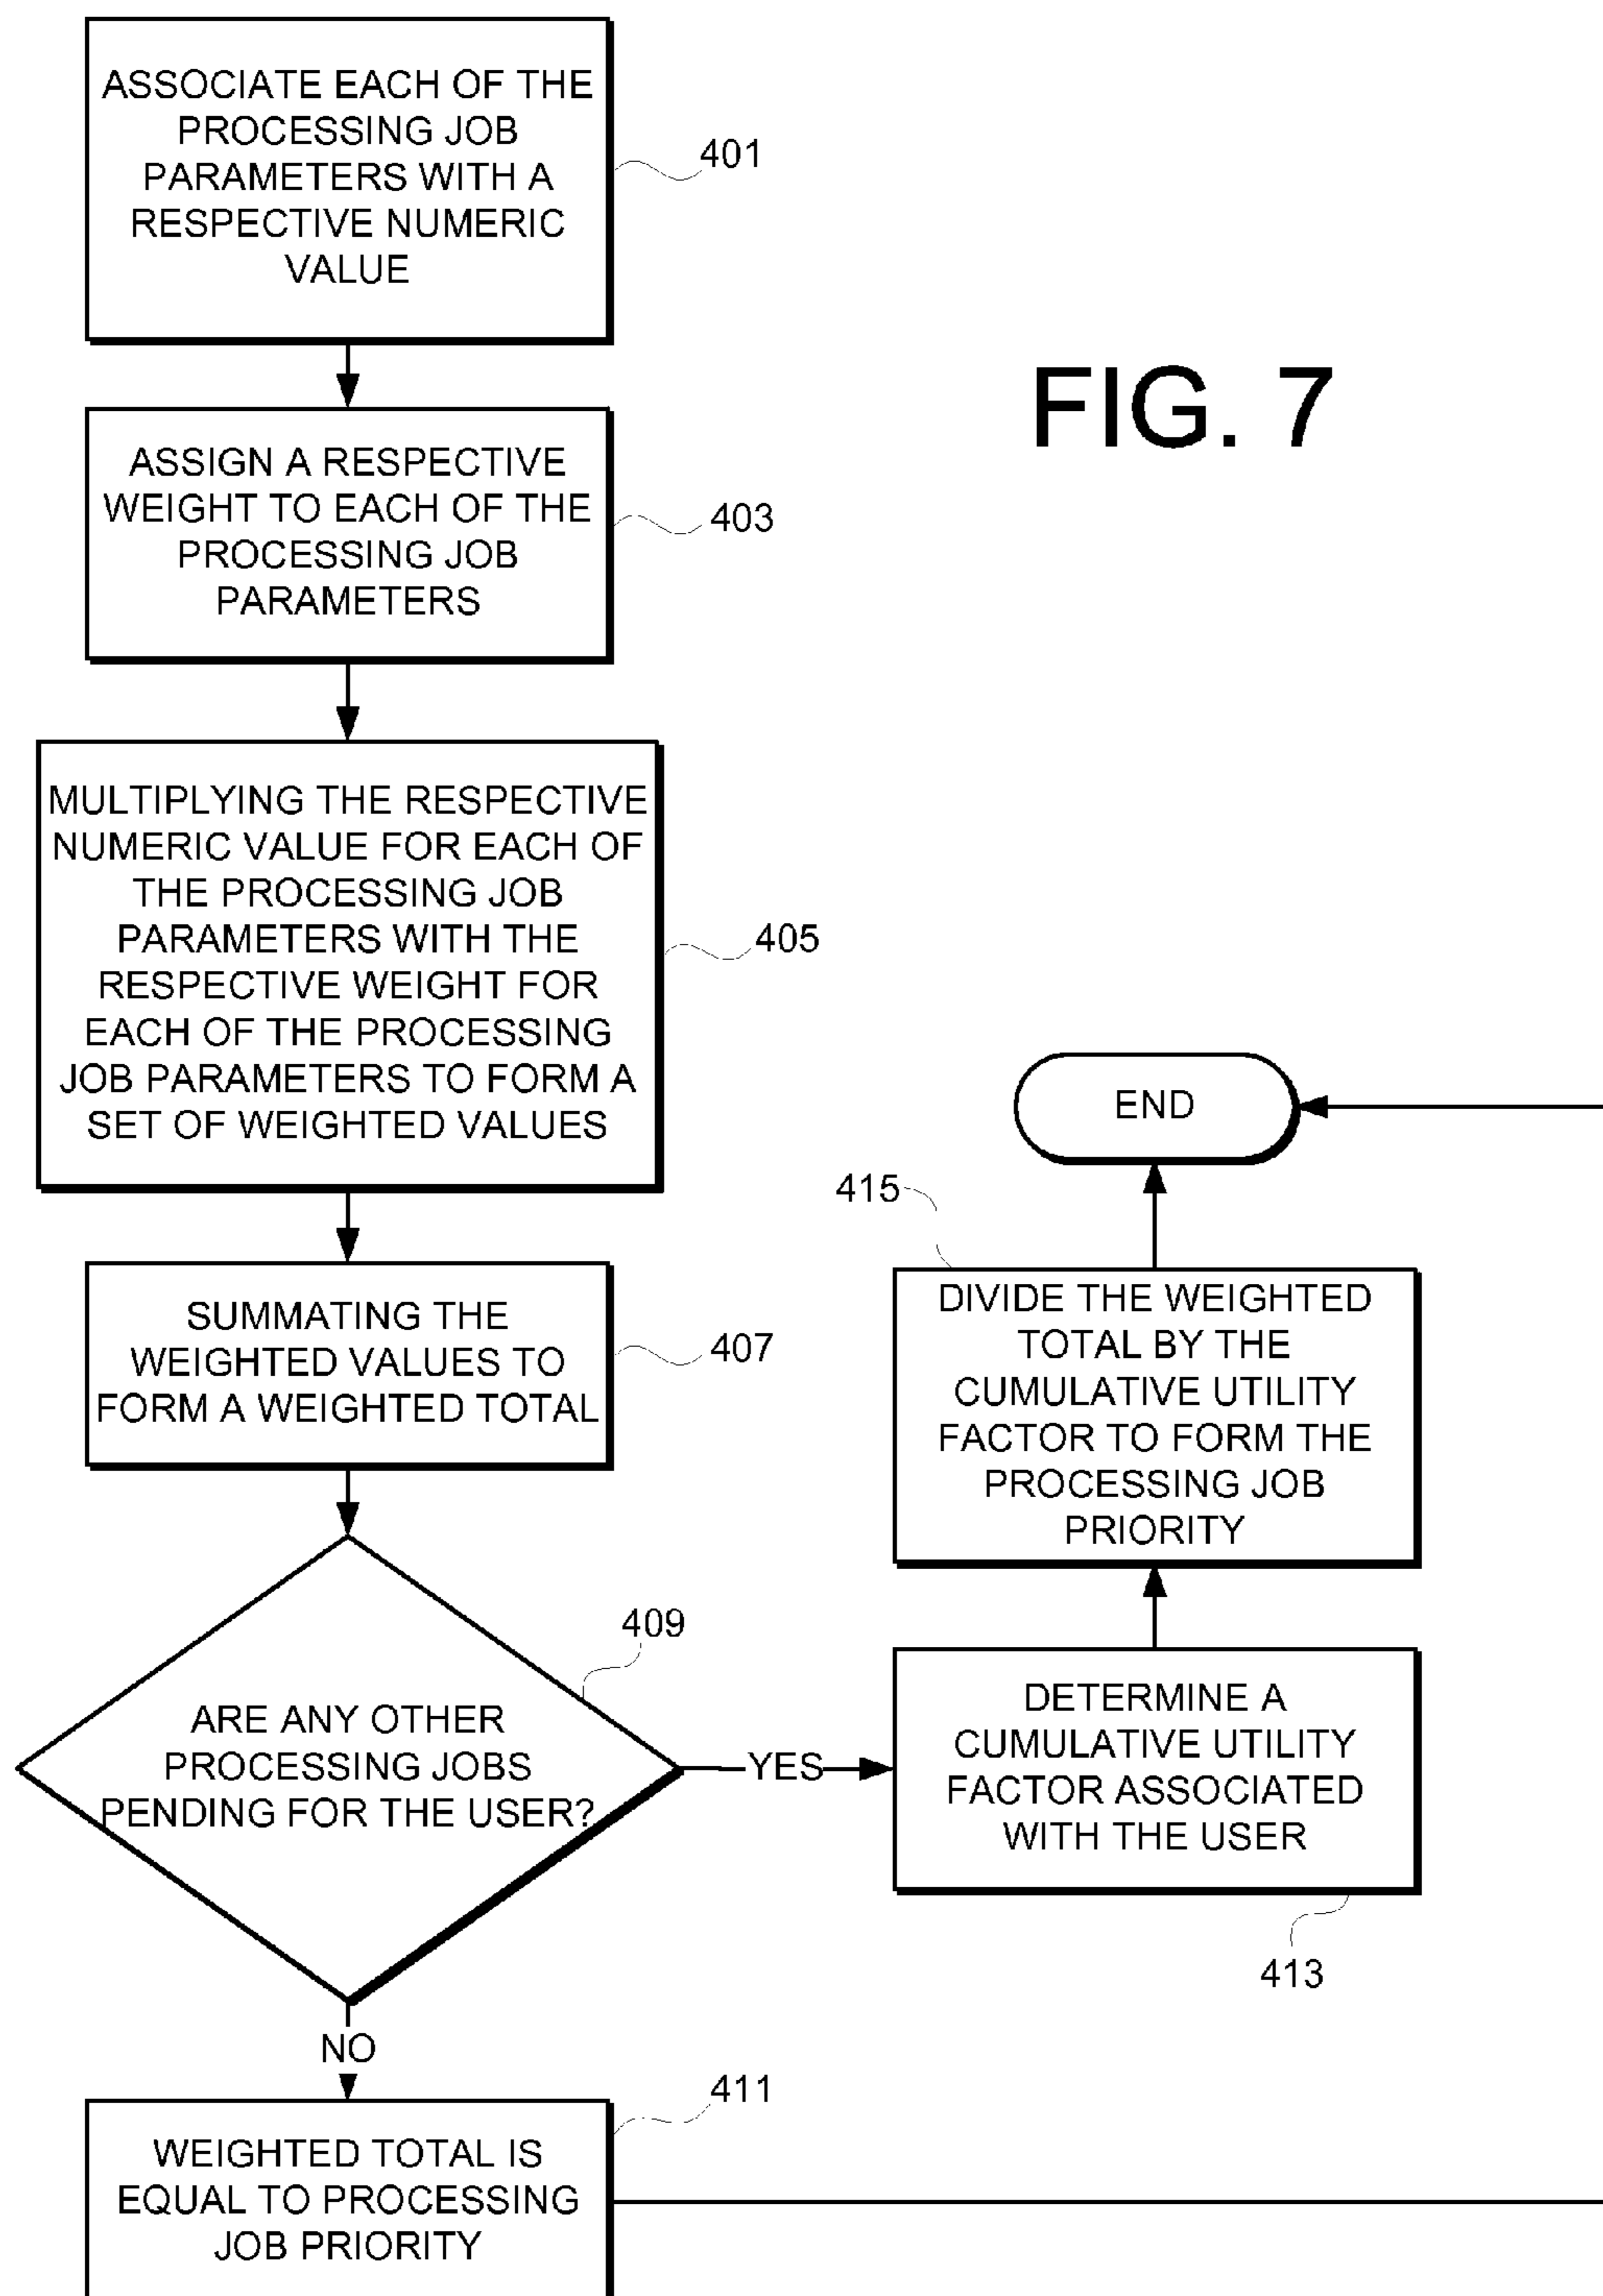 ASSOCIATE EACH OF THE
PROCESSING JOB
PARAMETERS WITH A
RESPECTIVE NUMERIC
VALUE
401
FIG. 7
ASSIGN A RESPECTIVE
WEIGHT TO EACH OF THE
PROCESSING JOB
PARAMETERS
403
MULTIPLYING THE RESPECTIVE
NUMERIC VALUE FOR EACH OF
THE PROCESSING JOB
PARAMETERS WITH THE
RESPECTIVE WEIGHT FOR
EACH OF THE PROCESSING
JOB PARAMETERS TO FORM A
SET OF WEIGHTED VALUES
405
SUMMATING THE
WEIGHTED VALUES TO
FORM A WEIGHTED TOTAL
407
ARE ANY OTHER
PROCESSING JOBS
PENDING FOR THE USER?
409
YES
NO
WEIGHTED TOTAL IS
EQUAL TO PROCESSING
JOB PRIORITY
411
DETERMINE A
CUMULATIVE UTILITY
FACTOR ASSOCIATED
WITH THE USER
413
DIVIDE THE WEIGHTED
TOTAL BY THE
CUMULATIVE UTILITY
FACTOR TO FORM THE
PROCESSING JOB
PRIORITY
415
END